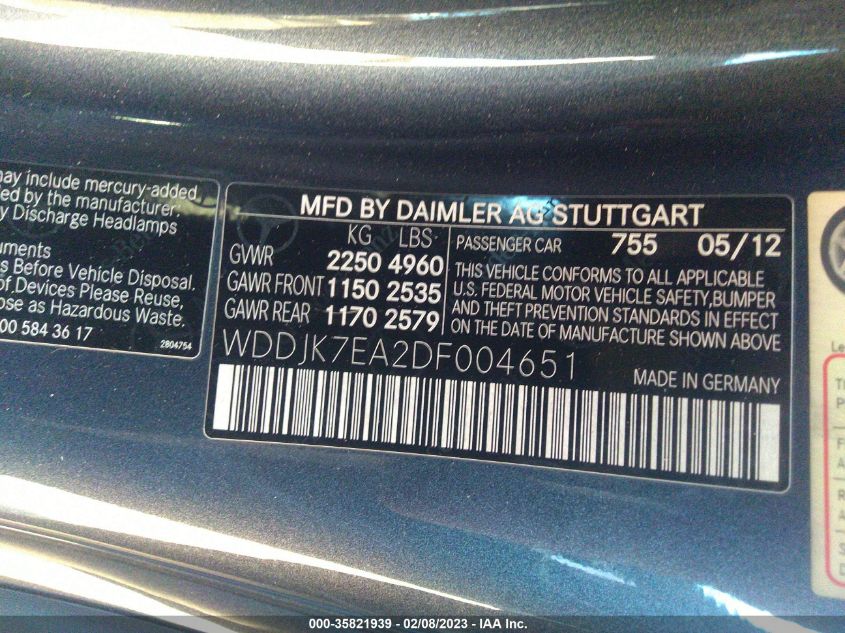 may include mercury-added
ed by the manufacturer:
y Discharge Headlamps
uments
s Before Vehicle Disposal.
of Devices Please Reuse,
ose as Hazardous Waste.
00 584 36 17
2804754
MFD BY DAIMLER AG STUTTGART
KG LBS
GVWR 2250 4960
GAWR FRONT 1150 2535
GAWR REAR 1170 2579
PASSENGER CAR 755 05/12
THIS VEHICLE CONFORMS TO ALL APPLICABLE
U.S. FEDERAL MOTOR VEHICLE SAFETY, BUMPER
AND THEFT PREVENTION STANDARDS IN EFFECT
ON THE DATE OF MANUFACTURE SHOWN ABOVE
WDDJK7EA2DF004651
MADE IN GERMANY
Le
T
P
F
A
R
A
S
000-35821939 - 02/08/2023 - IAA Inc.